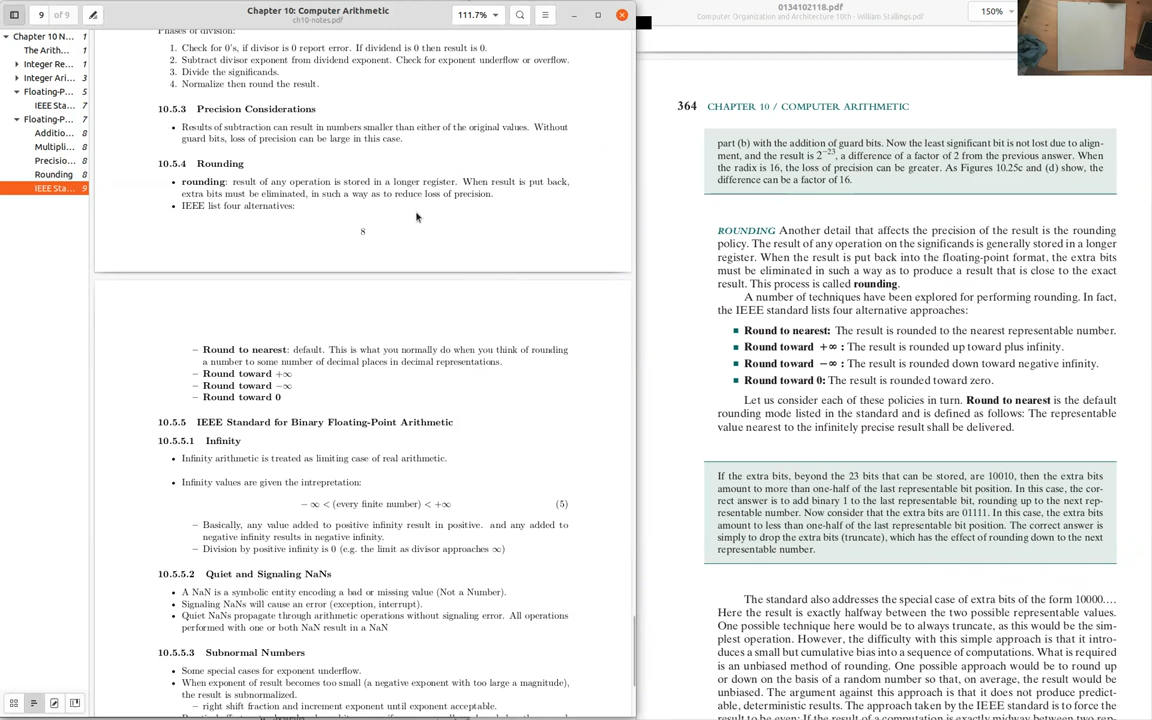 9 of 9
Chapter 10: Computer Arithmetic
ch10-notes.pdf
111.7%
0134102118.pdf
Computer Organization and Architecture 10th - William Stallings.pdf
150%
Chapter 10 N... 1
The Arith... 1
Integer Re... 1
Integer Ari... 3
Floating-P... 5
IEEE Sta... 7
Floating-P... 7
Additio... 8
Multipli... 8
Precisio... 8
Rounding 8
IEEE Sta... 9
Phases of division:
1. Check for 0's, if divisor is 0 report error. If dividend is 0 then result is 0.
2. Subtract divisor exponent from dividend exponent. Check for exponent underflow or overflow.
3. Divide the significands.
4. Normalize then round the result.
10.5.3 Precision Considerations
• Results of subtraction can result in numbers smaller than either of the original values. Without
guard bits, loss of precision can be large in this case.
10.5.4 Rounding
• rounding: result of any operation is stored in a longer register. When result is put back,
extra bits must be eliminated, in such a way as to reduce loss of precision.
• IEEE list four alternatives:
8
– Round to nearest: default. This is what you normally do when you think of rounding
a number to some number of decimal places in decimal representations.
– Round toward +∞
– Round toward −∞
– Round toward 0
10.5.5 IEEE Standard for Binary Floating-Point Arithmetic
10.5.5.1 Infinity
• Infinity arithmetic is treated as limiting case of real arithmetic.
• Infinity values are given the intrepretation:
− ∞ < (every finite number) < +∞ (5)
– Basically, any value added to positive infinity result in positive. and any added to
negative infinity results in negative infinity.
– Division by positive infinity is 0 (e.g. the limit as divisor approaches ∞)
10.5.5.2 Quiet and Signaling NaNs
• A NaN is a symbolic entity encoding a bad or missing value (Not a Number).
• Signaling NaNs will cause an error (exception, interrupt).
• Quiet NaNs propagate through arithmetic operations without signaling error. All operations
performed with one or both NaN result in a NaN
10.5.5.3 Subnormal Numbers
• Some special cases for exponent underflow.
• When exponent of result becomes too small (a negative exponent with too large a magnitude),
the result is subnormalized.
– right shift fraction and increment exponent until exponent acceptable.
364 CHAPTER 10 / COMPUTER ARITHMETIC
part (b) with the addition of guard bits. Now the least significant bit is not lost due to align-
ment, and the result is 2⁻²³, a difference of a factor of 2 from the previous answer. When
the radix is 16, the loss of precision can be greater. As Figures 10.25c and (d) show, the
difference can be a factor of 16.
ROUNDING Another detail that affects the precision of the result is the rounding
policy. The result of any operation on the significands is generally stored in a longer
register. When the result is put back into the floating-point format, the extra bits
must be eliminated in such a way as to produce a result that is close to the exact
result. This process is called rounding.
A number of techniques have been explored for performing rounding. In fact,
the IEEE standard lists four alternative approaches:
■ Round to nearest: The result is rounded to the nearest representable number.
■ Round toward +∞ : The result is rounded up toward plus infinity.
■ Round toward −∞ : The result is rounded down toward negative infinity.
■ Round toward 0: The result is rounded toward zero.
Let us consider each of these policies in turn. Round to nearest is the default
rounding mode listed in the standard and is defined as follows: The representable
value nearest to the infinitely precise result shall be delivered.
If the extra bits, beyond the 23 bits that can be stored, are 10010, then the extra bits
amount to more than one-half of the last representable bit position. In this case, the cor-
rect answer is to add binary 1 to the last representable bit, rounding up to the next rep-
resentable number. Now consider that the extra bits are 01111. In this case, the extra bits
amount to less than one-half of the last representable bit position. The correct answer is
simply to drop the extra bits (truncate), which has the effect of rounding down to the next
representable number.
The standard also addresses the special case of extra bits of the form 10000....
Here the result is exactly halfway between the two possible representable values.
One possible technique here would be to always truncate, as this would be the sim-
plest operation. However, the difficulty with this simple approach is that it intro-
duces a small but cumulative bias into a sequence of computations. What is required
is an unbiased method of rounding. One possible approach would be to round up
or down on the basis of a random number so that, on average, the result would be
unbiased. The argument against this approach is that it does not produce predict-
able, deterministic results. The approach taken by the IEEE standard is to force the
result to be even: If the result of a computation is exactly midway between two rep-